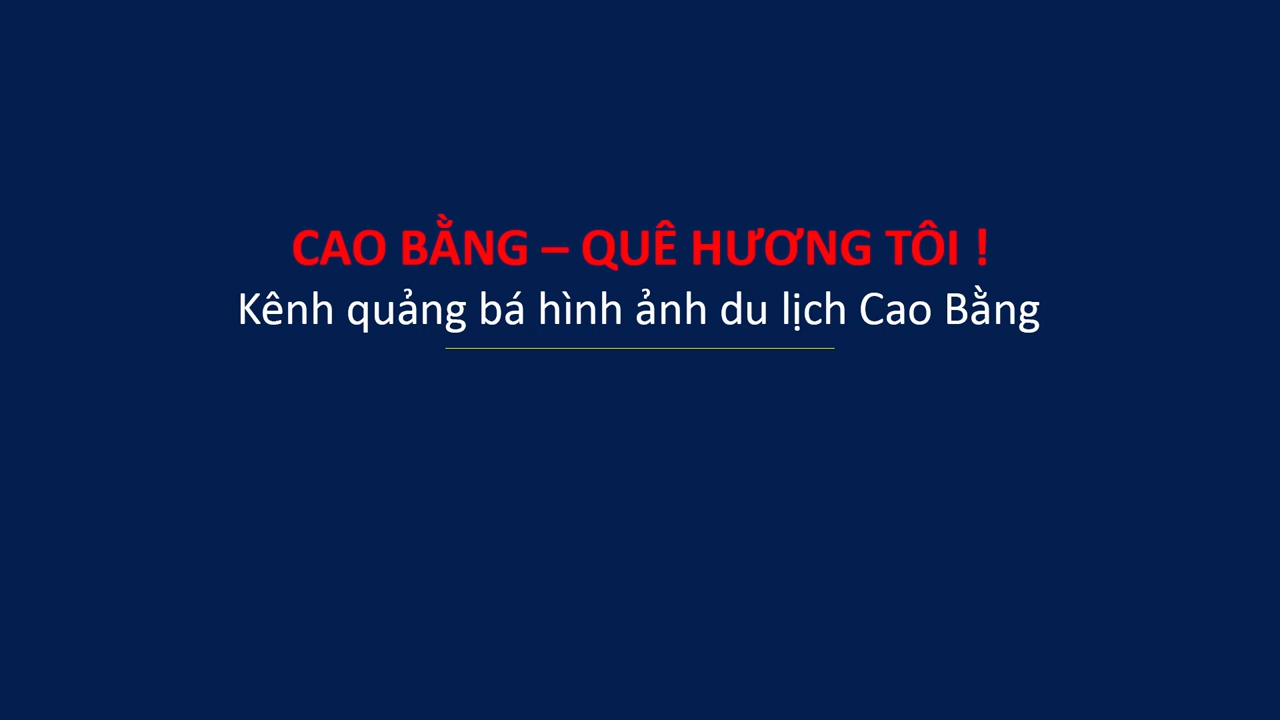 CAO BẰNG – QUÊ HƯƠNG TÔI !
Kênh quảng bá hình ảnh du lịch Cao Bằng